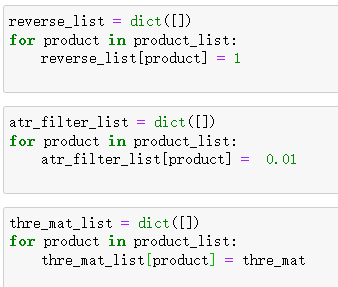 reverse_list = dict([])
for product in product_list:
    reverse_list[product] = 1
atr_filter_list = dict([])
for product in product_list:
    atr_filter_list[product] =  0.01
thre_mat_list = dict([])
for product in product_list:
    thre_mat_list[product] = thre_mat